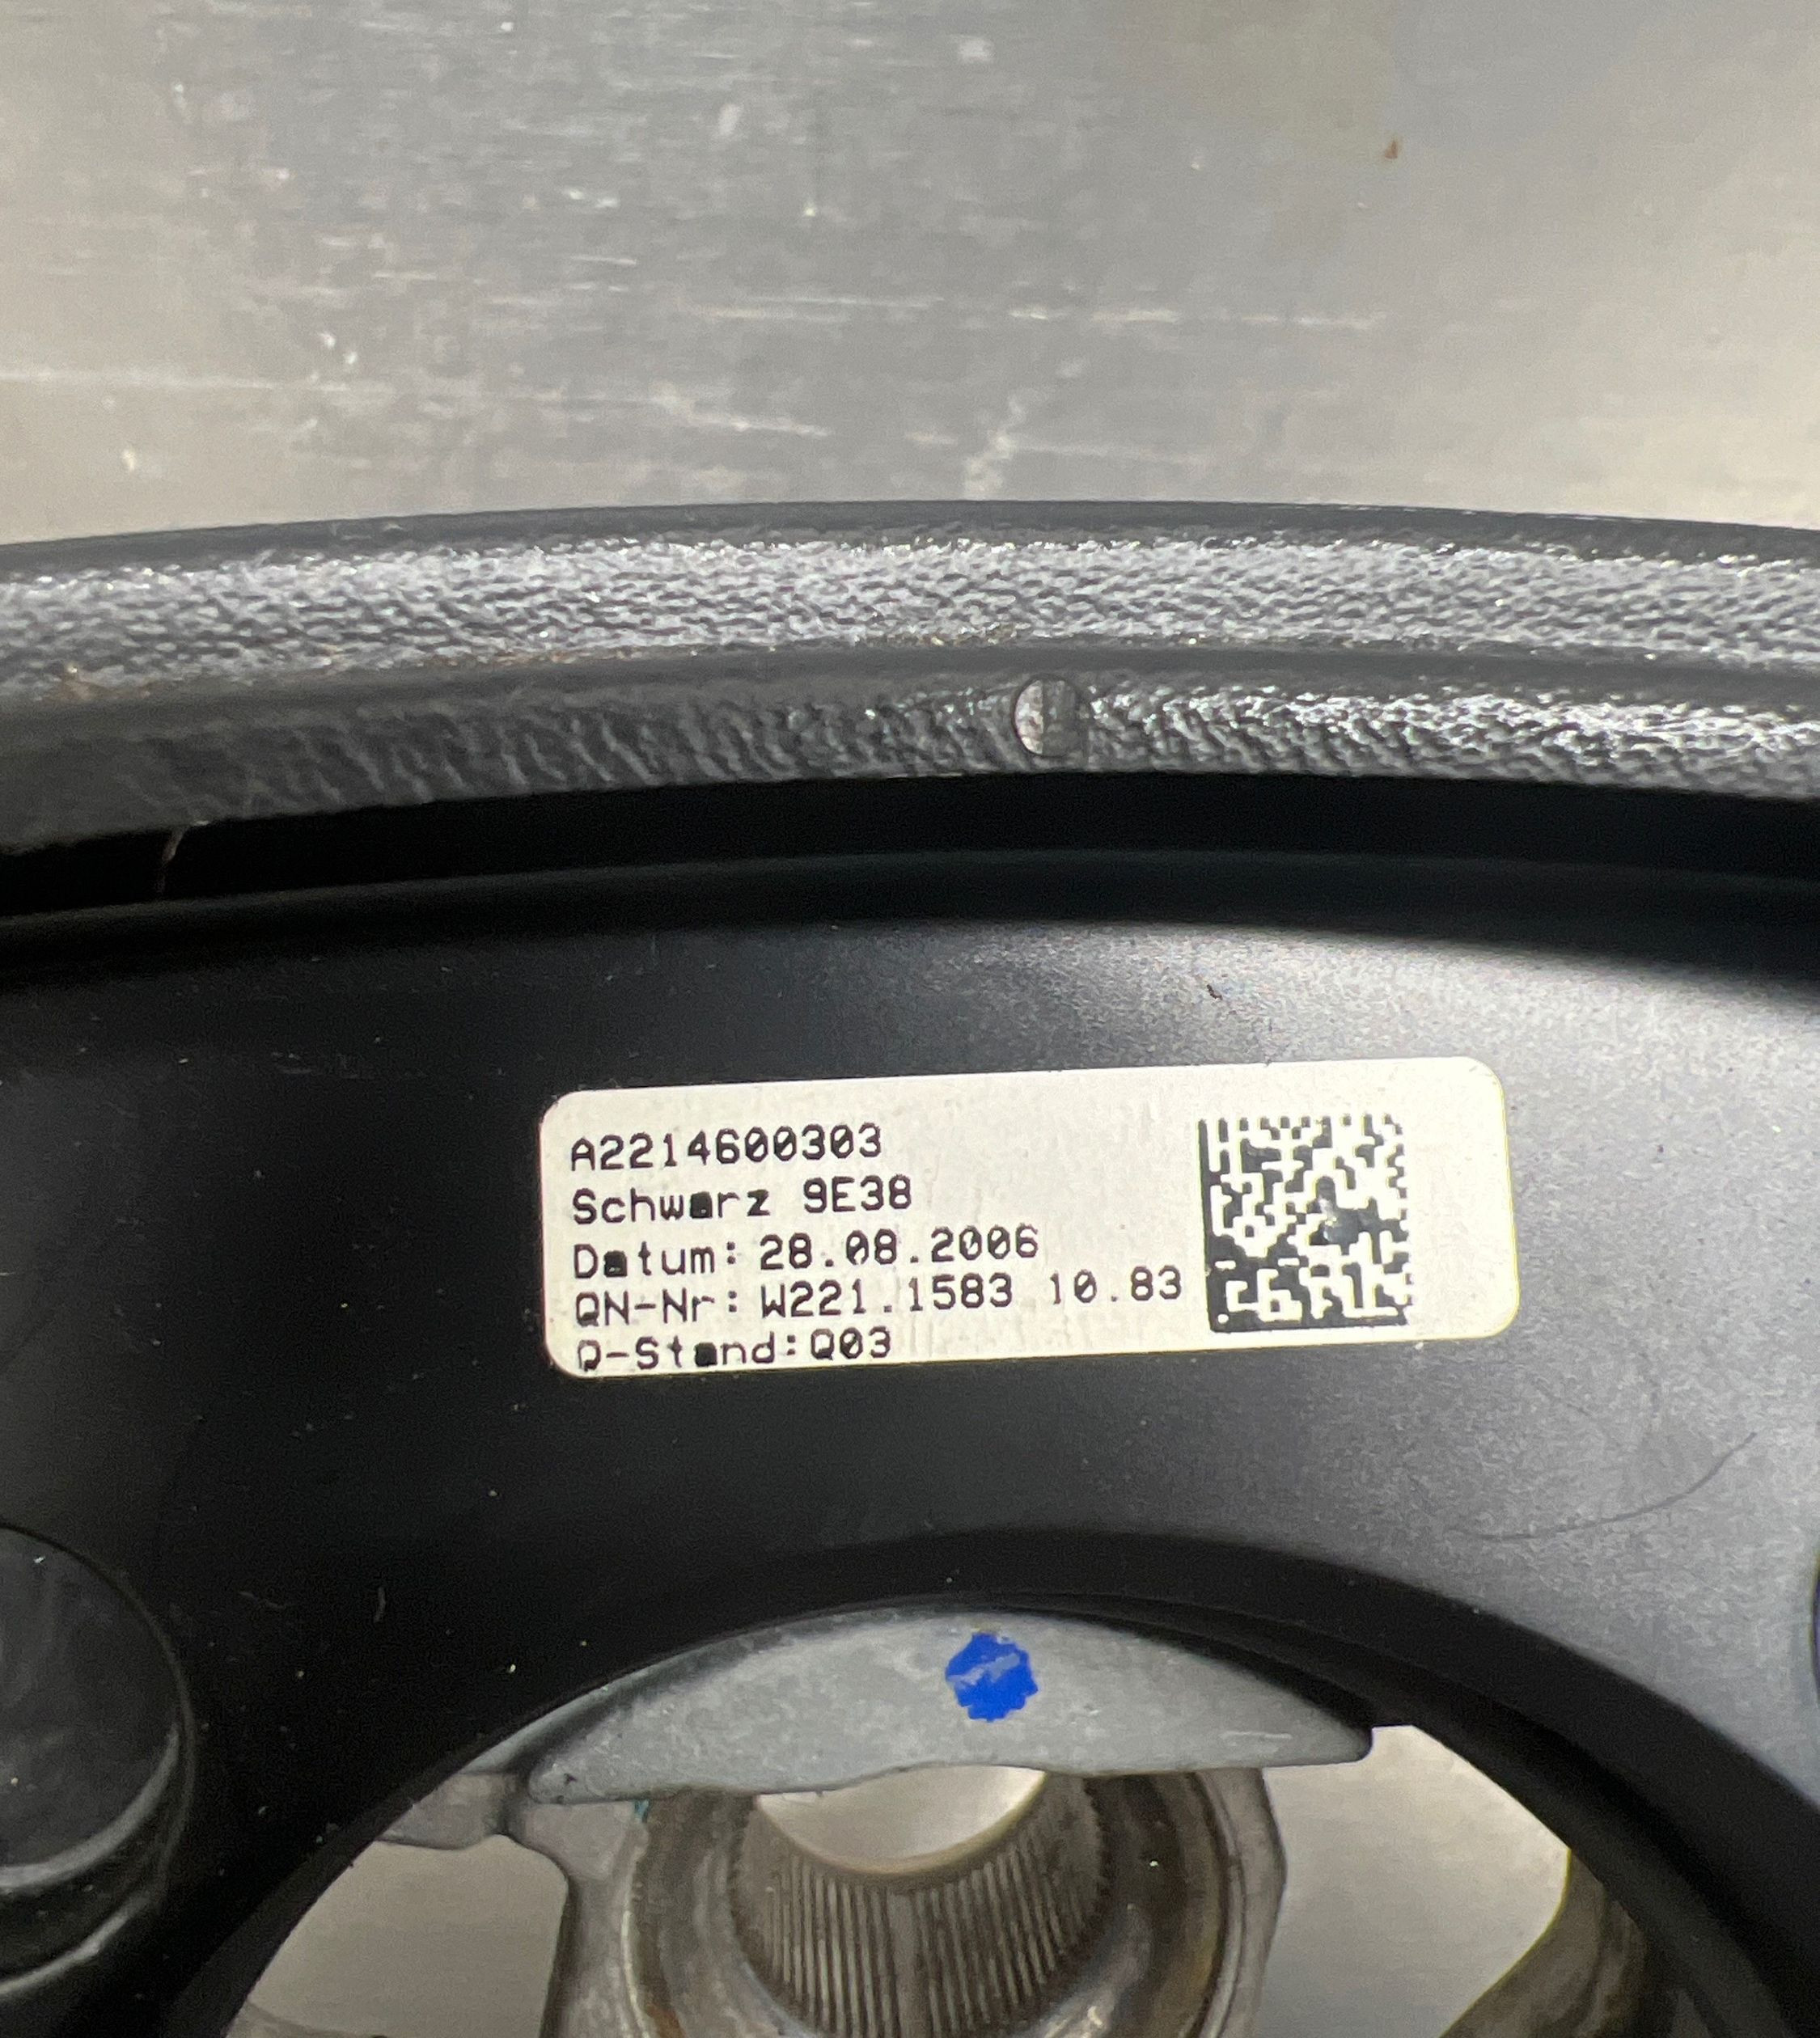 A2214600303
Schwarz 9E38
Datum: 28.08.2006
QN-Nr: W221.1583 10.83
Q-Stand:Q03